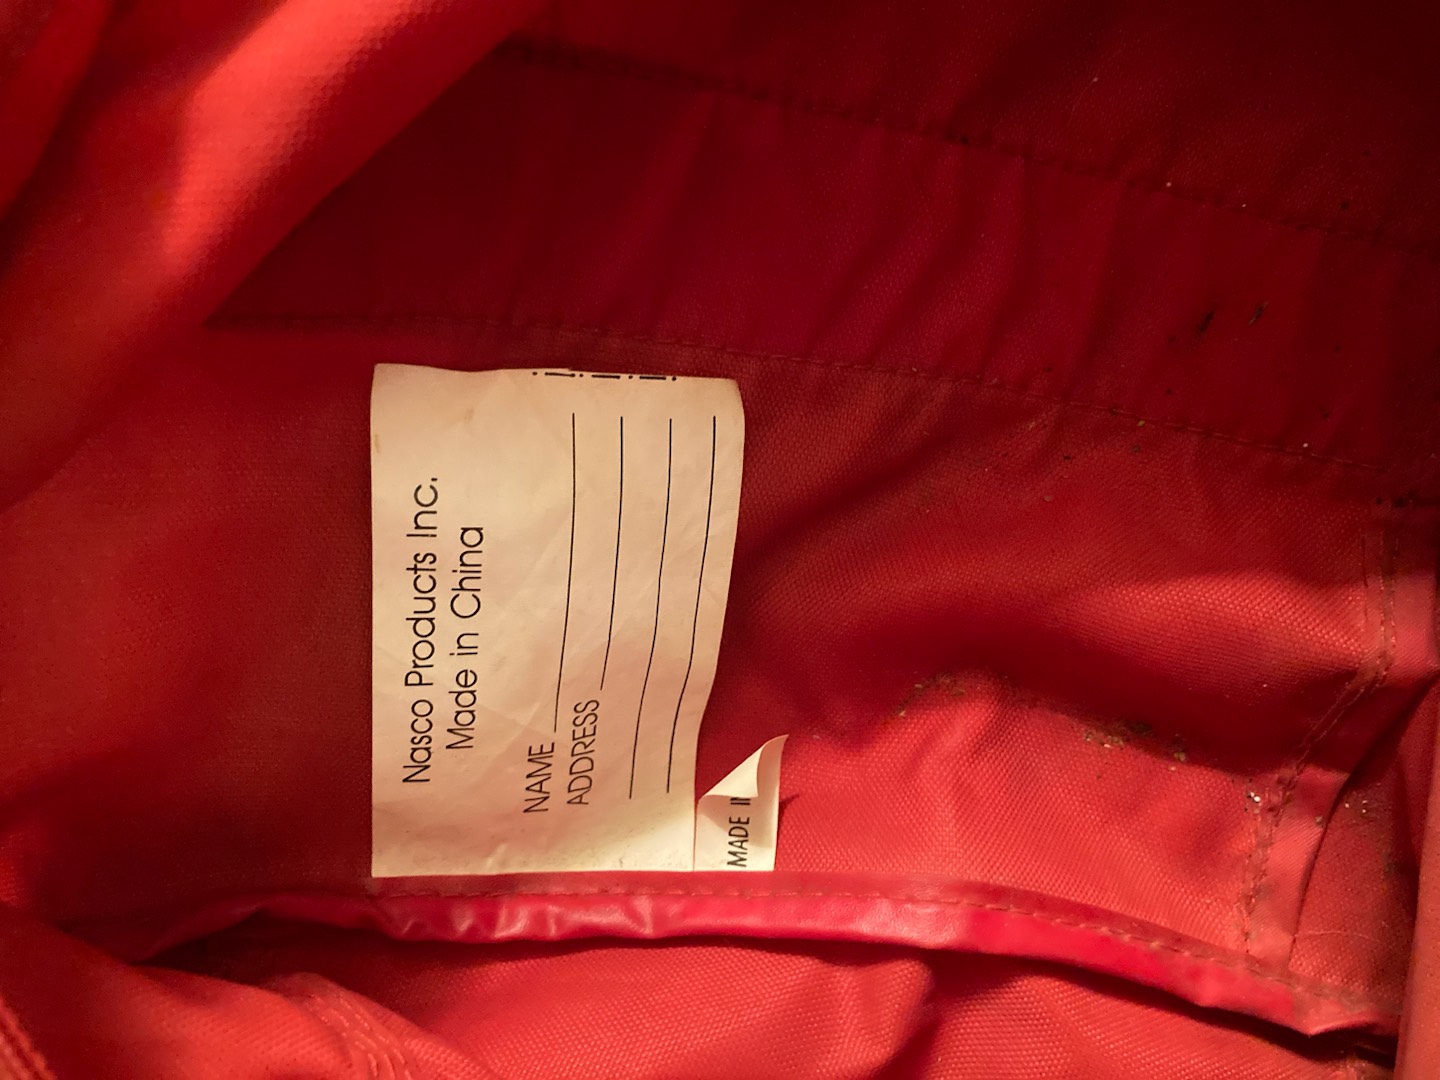 Nasco Products Inc.
Made in China
NAME
ADDRESS
MADE I